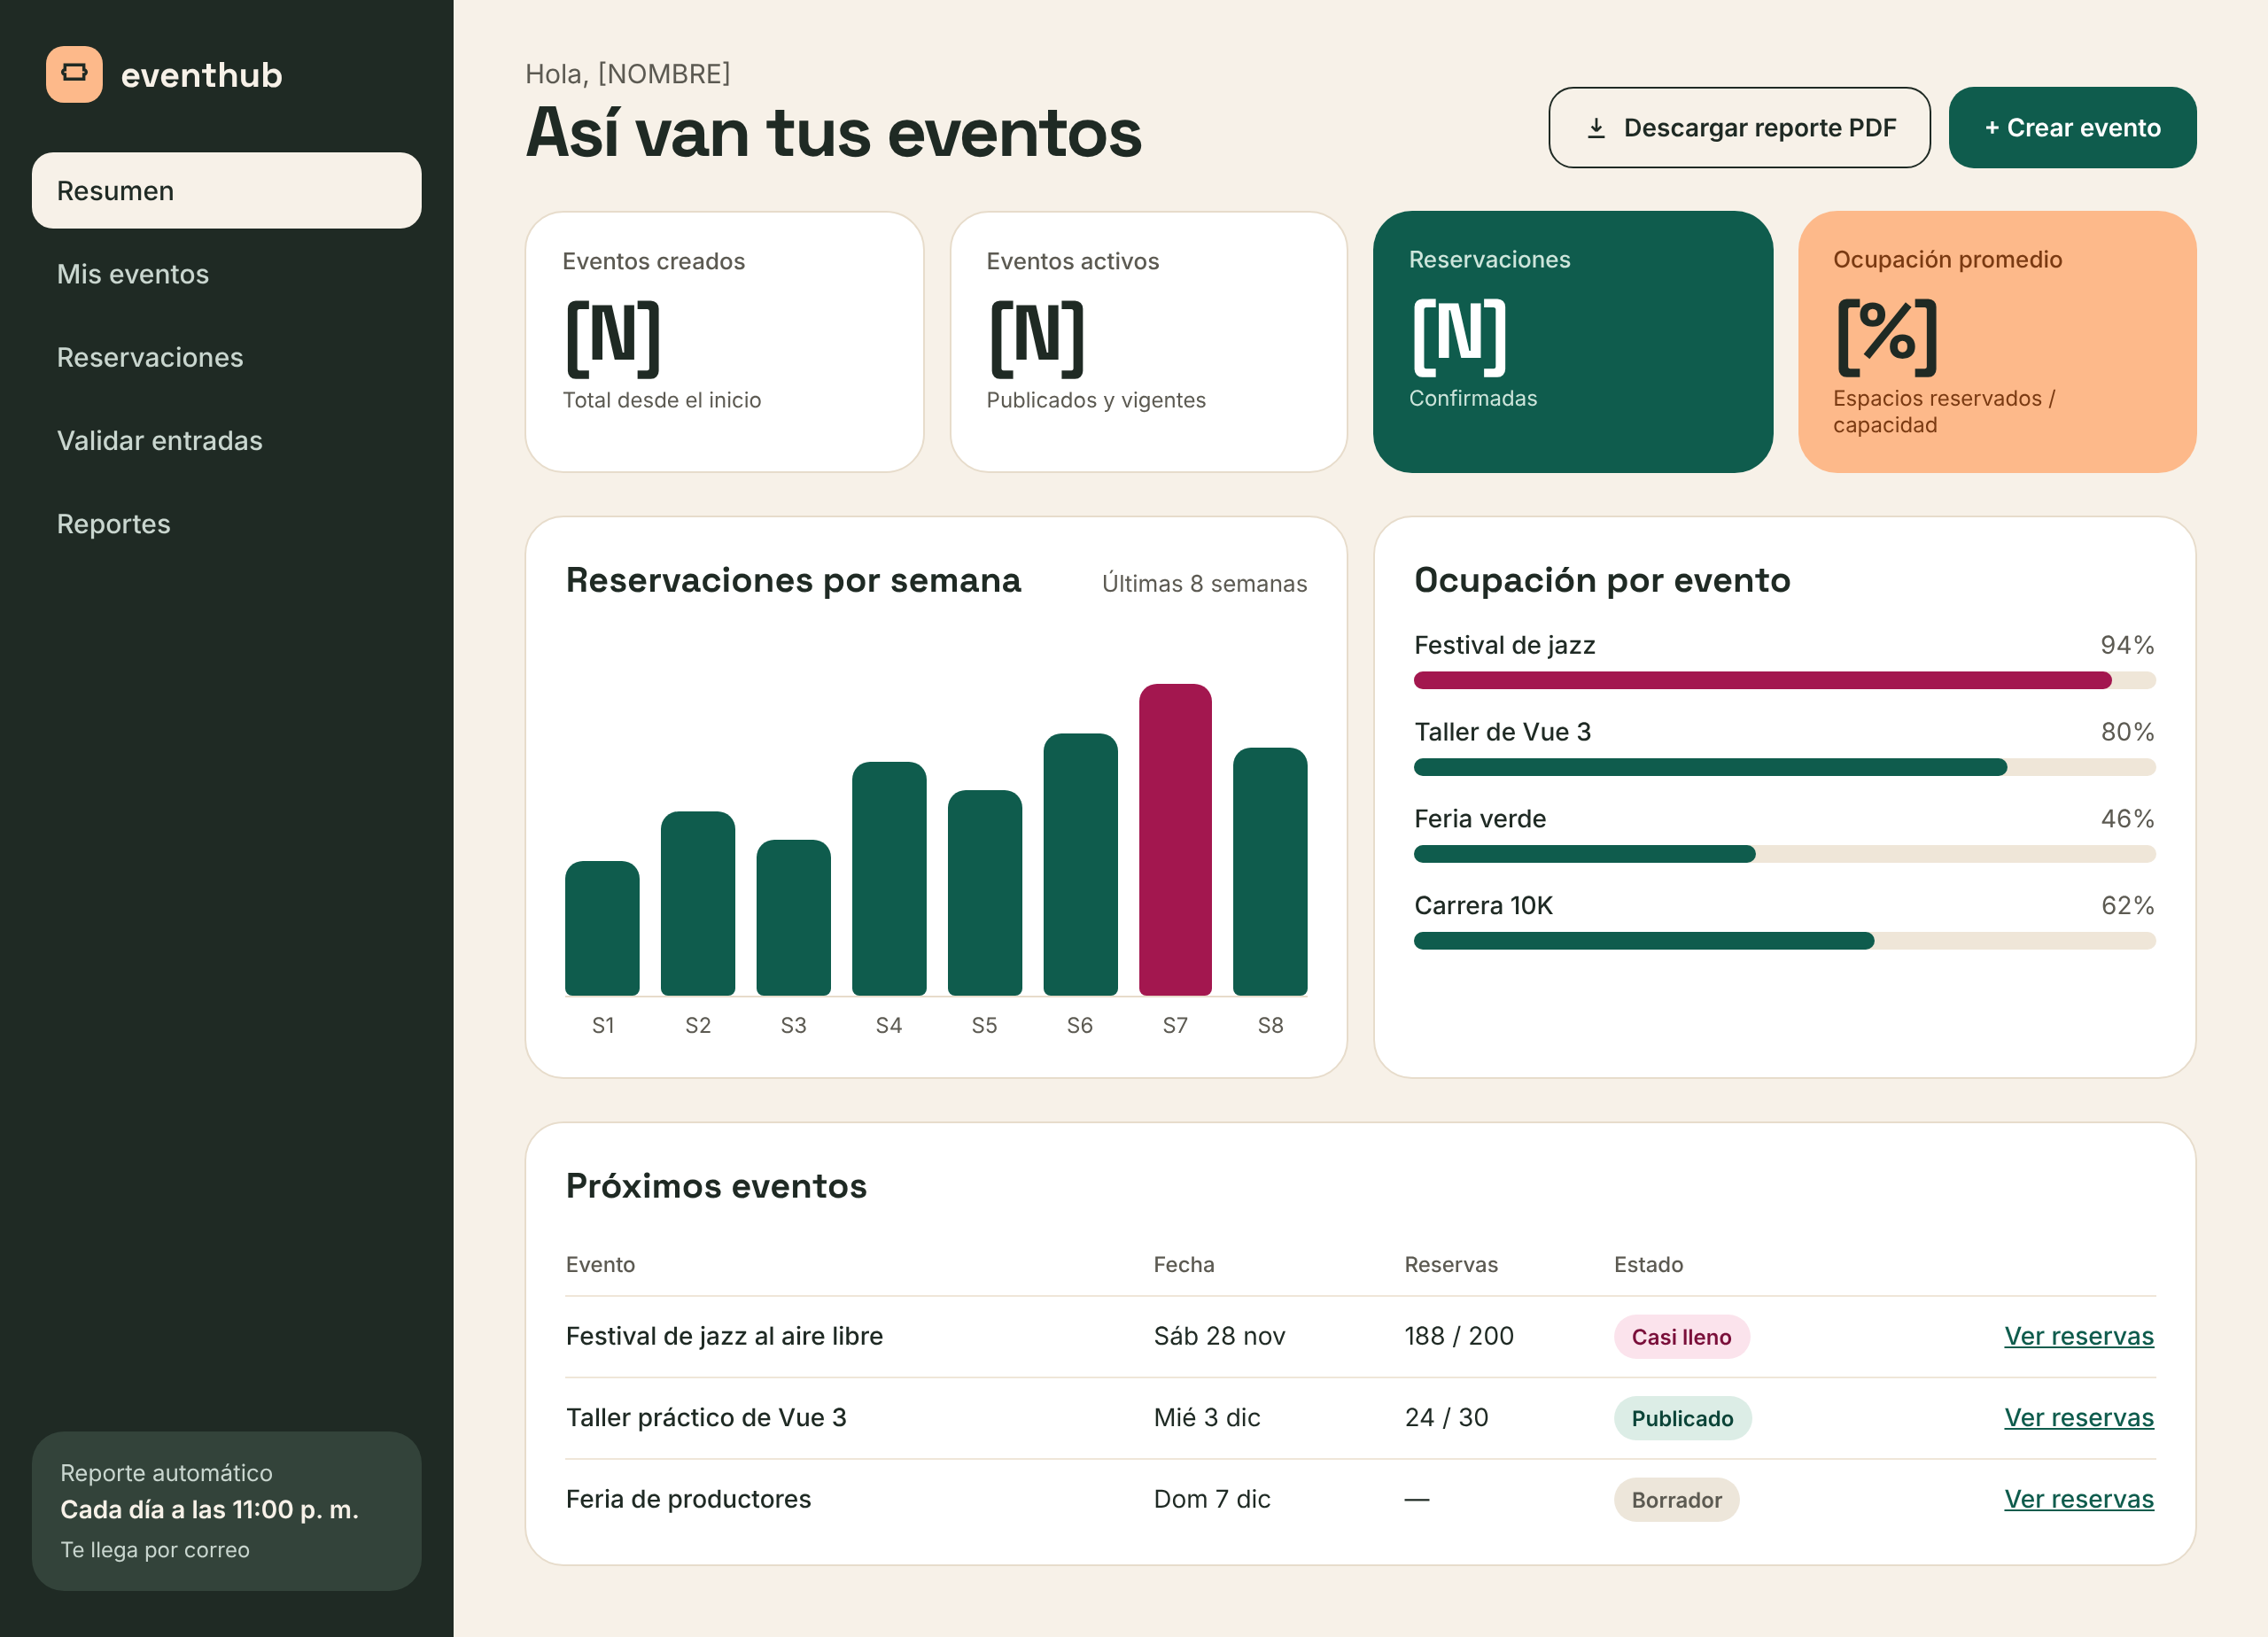 eventhub
Resumen
Mis eventos
Reservaciones
Validar entradas
Reportes
Reporte automático
Cada día a las 11:00 p. m.
Te llega por correo
Hola, [NOMBRE]
Así van tus eventos
Descargar reporte PDF
+ Crear evento
Eventos creados
[N]
Total desde el inicio
Eventos activos
[N]
Publicados y vigentes
Reservaciones
[N]
Confirmadas
Ocupación promedio
[%]
Espacios reservados /
capacidad
Reservaciones por semana
Últimas 8 semanas
S1 S2 S3 S4 S5 S6 S7 S8
Ocupación por evento
Festival de jazz 94%
Taller de Vue 3 80%
Feria verde 46%
Carrera 10K 62%
Próximos eventos
Evento Fecha Reservas Estado
Festival de jazz al aire libre Sáb 28 nov 188 / 200 Casi lleno Ver reservas
Taller práctico de Vue 3 Mié 3 dic 24 / 30 Publicado Ver reservas
Feria de productores Dom 7 dic — Borrador Ver reservas